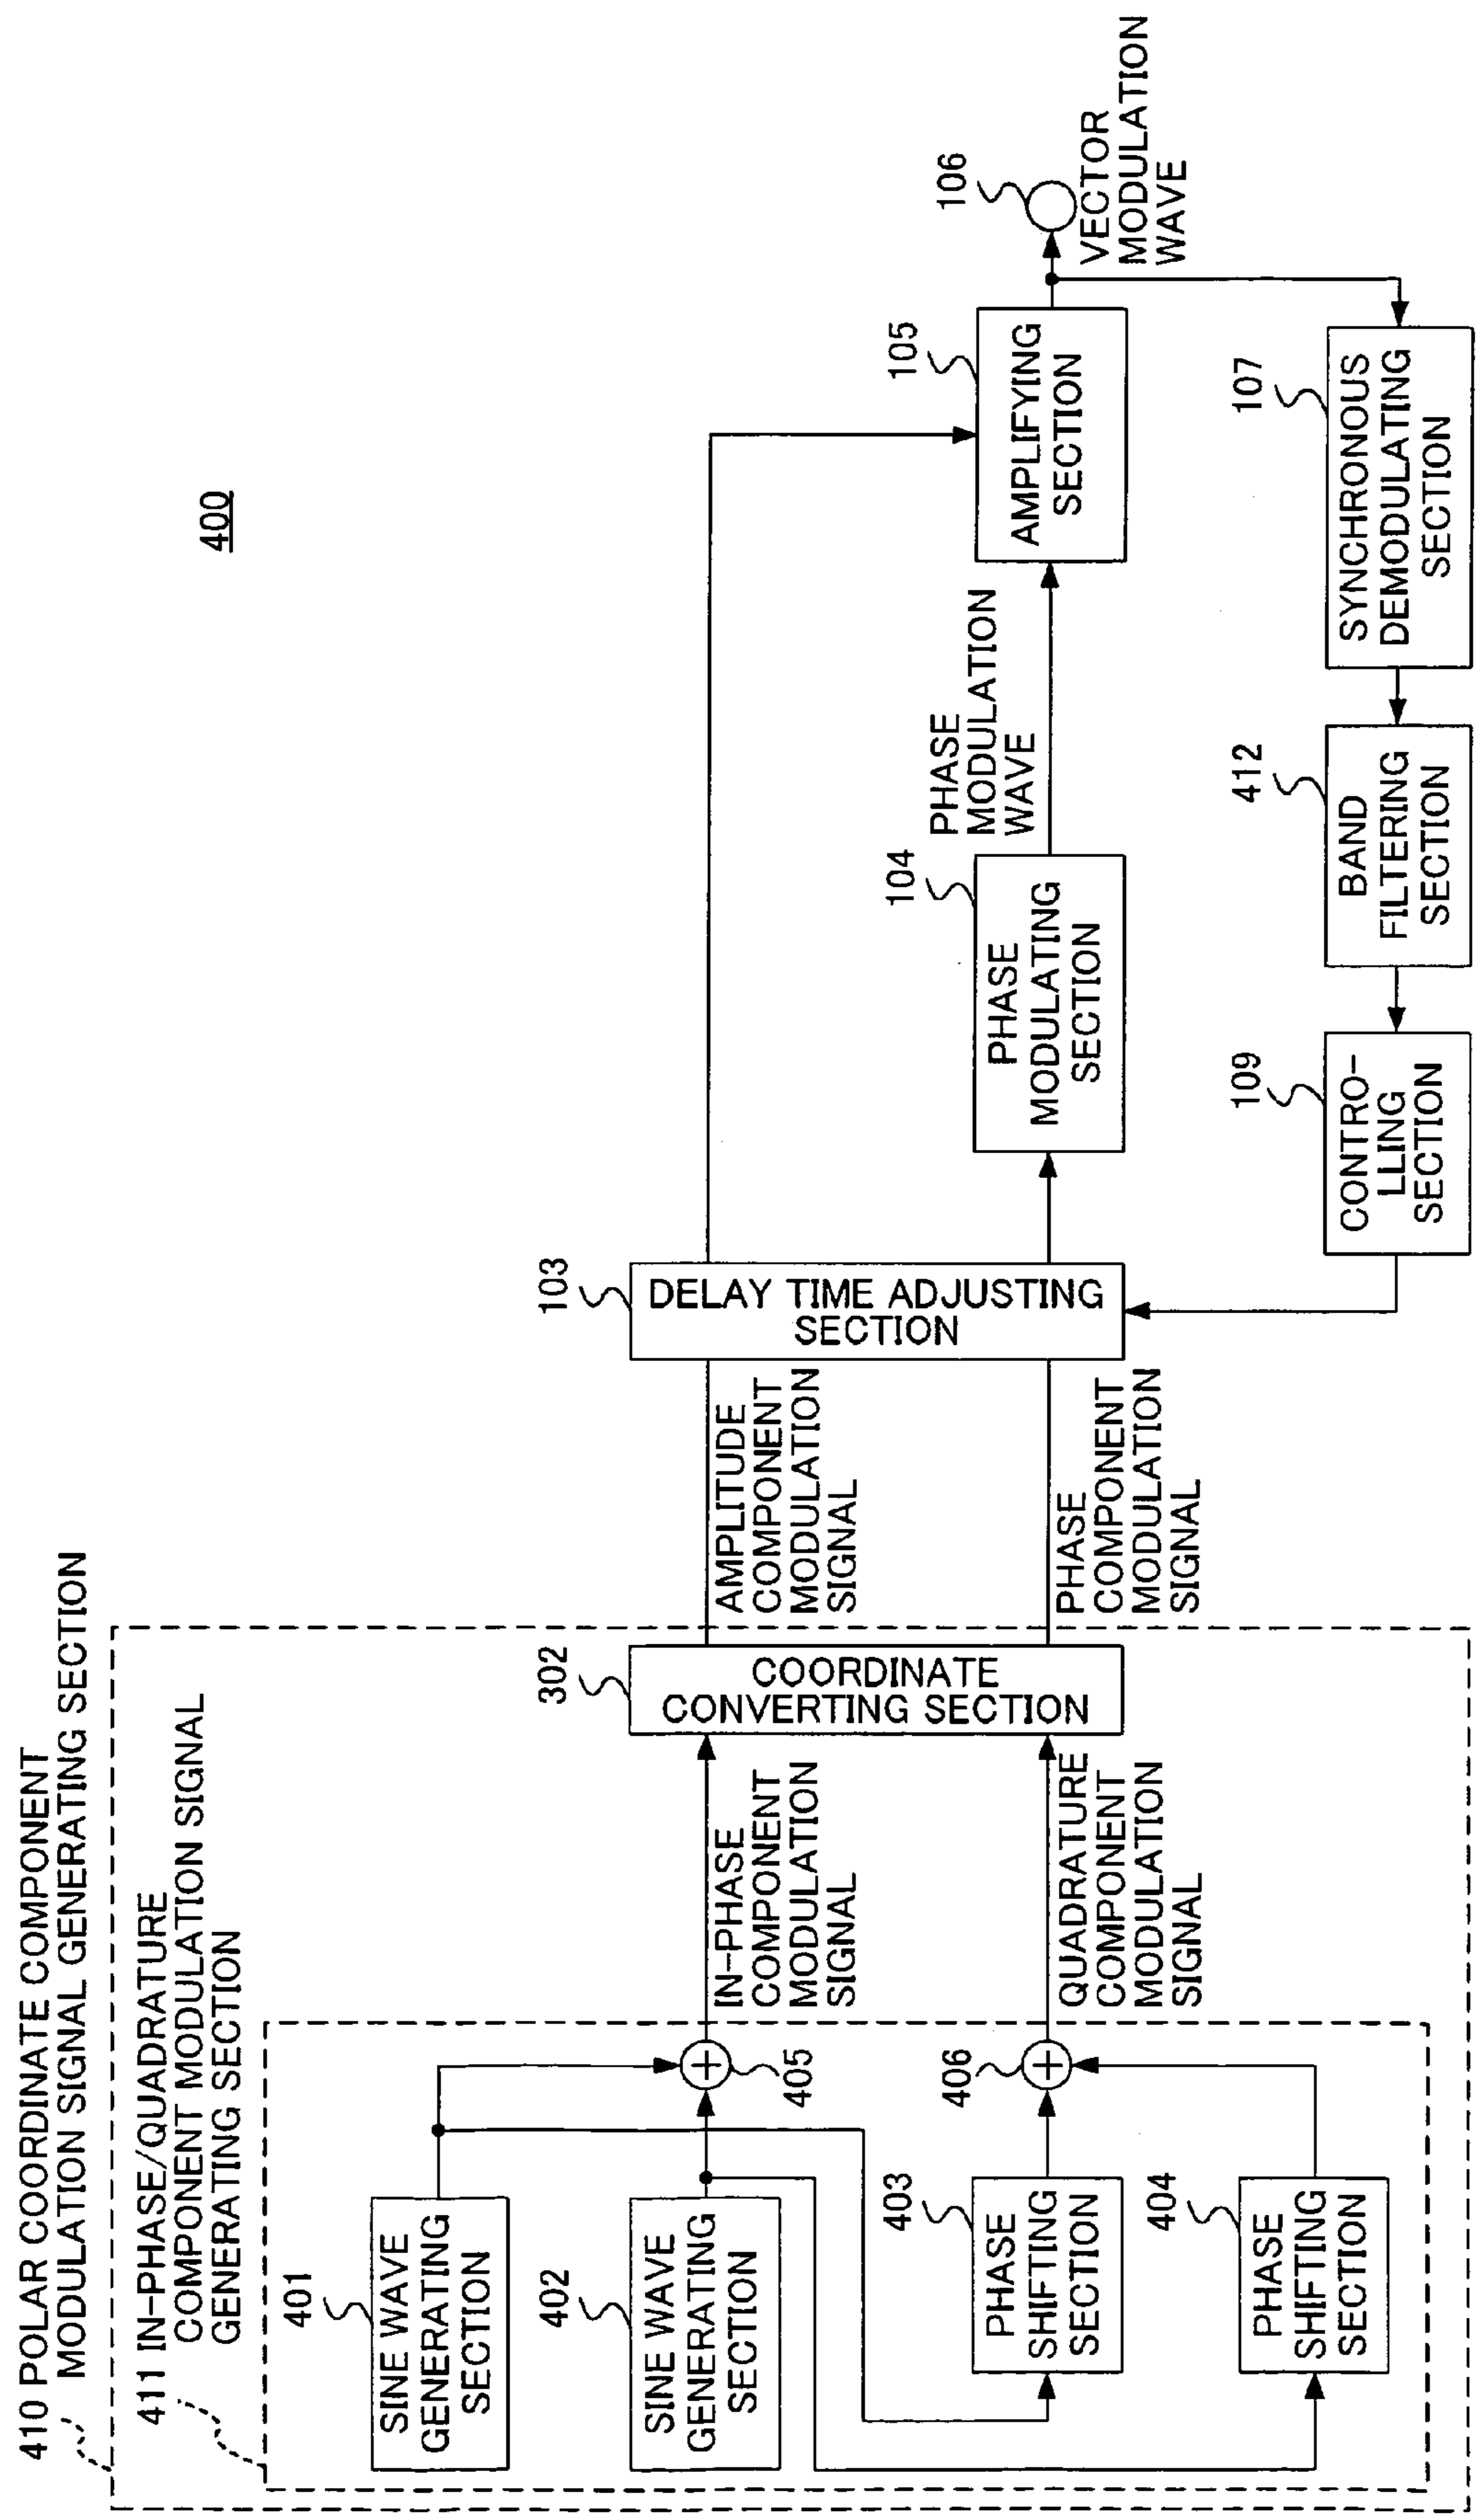 400
410 POLAR COORDINATE COMPONENT
MODULATION SIGNAL GENERATING SECTION
411 IN-PHASE/QUADRATURE
COMPONENT MODULATION SIGNAL
GENERATING SECTION
401
SINE WAVE
GENERATING
SECTION
402
SINE WAVE
GENERATING
SECTION
403
PHASE
SHIFTING
SECTION
404
PHASE
SHIFTING
SECTION
405
406
IN-PHASE
COMPONENT
MODULATION
SIGNAL
QUADRATURE
COMPONENT
MODULATION
SIGNAL
302
COORDINATE
CONVERTING SECTION
AMPLITUDE
COMPONENT
MODULATION
SIGNAL
PHASE
COMPONENT
MODULATION
SIGNAL
103
DELAY TIME ADJUSTING
SECTION
104
PHASE
MODULATING
SECTION
PHASE
MODULATION
WAVE
105
AMPLIFYING
SECTION
106
VECTOR
MODULATION
WAVE
109
CONTRO-
LLING
SECTION
412
BAND
FILTERING
SECTION
107
SYNCHRONOUS
DEMODULATING
SECTION